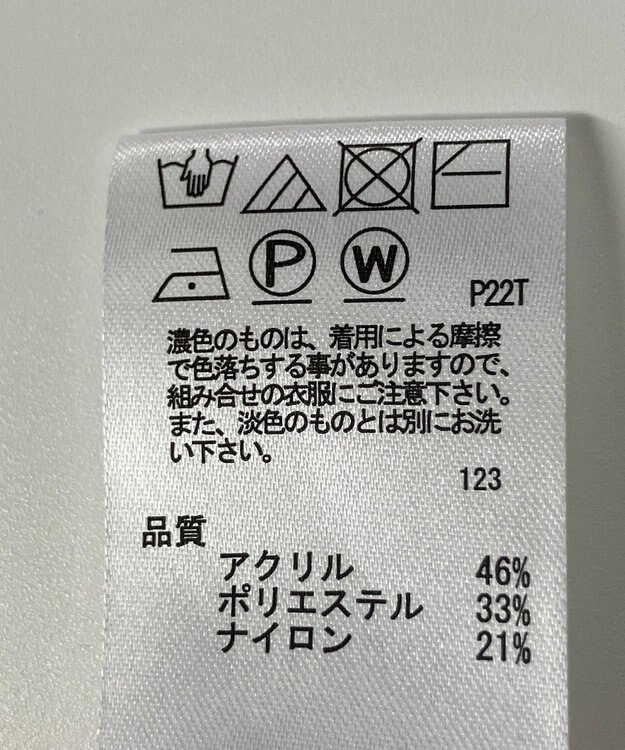 P W P22T
濃色のものは、着用による摩擦
で色落ちする事がありますので、
組み合せの衣服にご注意下さい。
また、淡色のものとは別にお洗
い下さい。
123
品質
アクリル 46%
ポリエステル 33%
ナイロン 21%